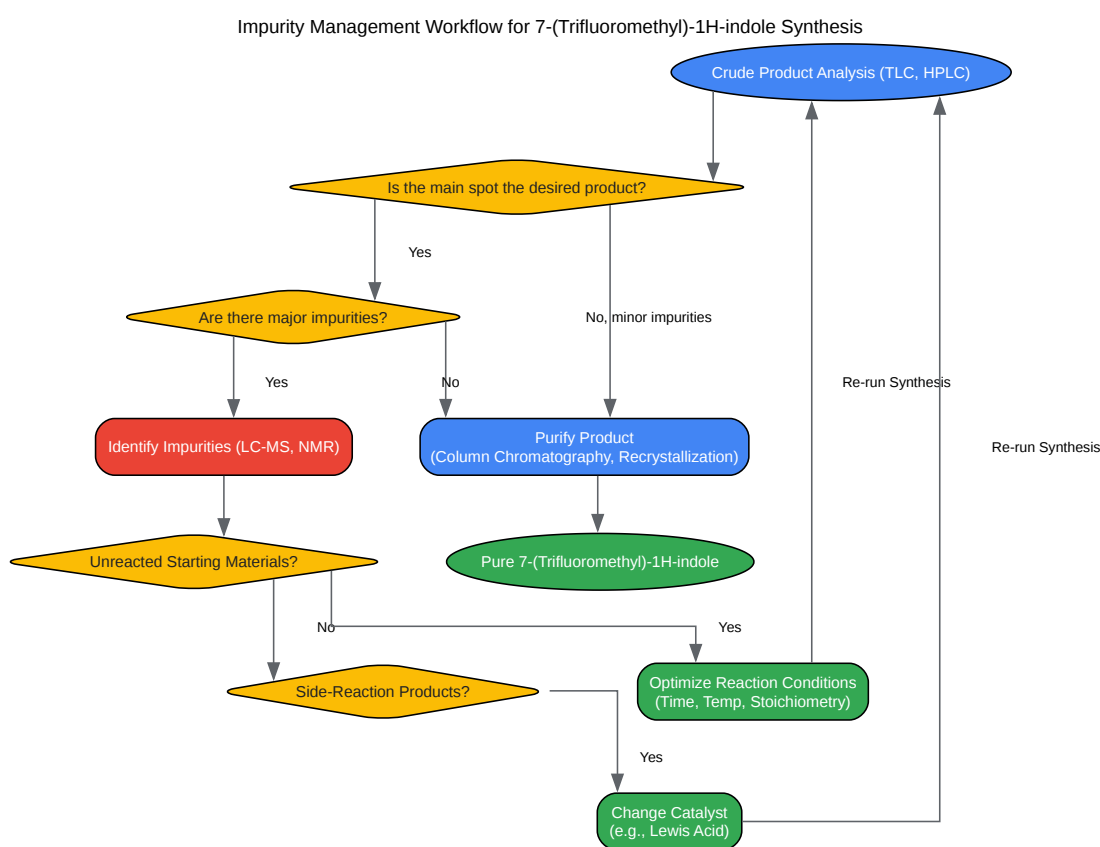 Impurity Management Workflow for 7-(Trifluoromethyl)-1H-indole Synthesis
Crude Product Analysis (TLC, HPLC)
Is the main spot the desired product?
Yes
Are there major impurities?
No, minor impurities
Yes
No
Re-run Synthesis
Identify Impurities (LC-MS, NMR)
Purify Product
(Column Chromatography, Recrystallization)
Re-run Synthesis
Unreacted Starting Materials?
Pure 7-(Trifluoromethyl)-1H-indole
No
Yes
Side-Reaction Products?
Optimize Reaction Conditions
(Time, Temp, Stoichiometry)
Yes
Change Catalyst
(e.g., Lewis Acid)